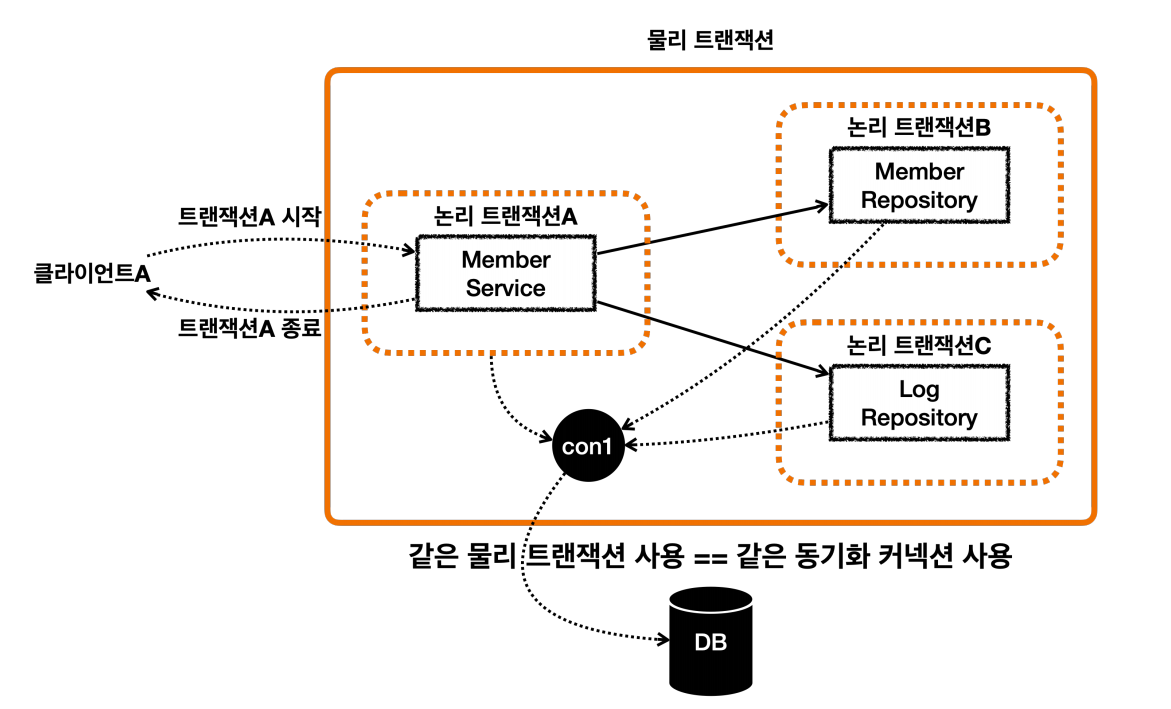 물리 트랜잭션
논리 트랜잭션B
Member
Repository
트랜잭션A 시작
논리 트랜잭션A
Member
Service
클라이언트A
트랜잭션A 종료
논리 트랜잭션C
Log
Repository
con1
같은 물리 트랜잭션 사용 == 같은 동기화 커넥션 사용
DB